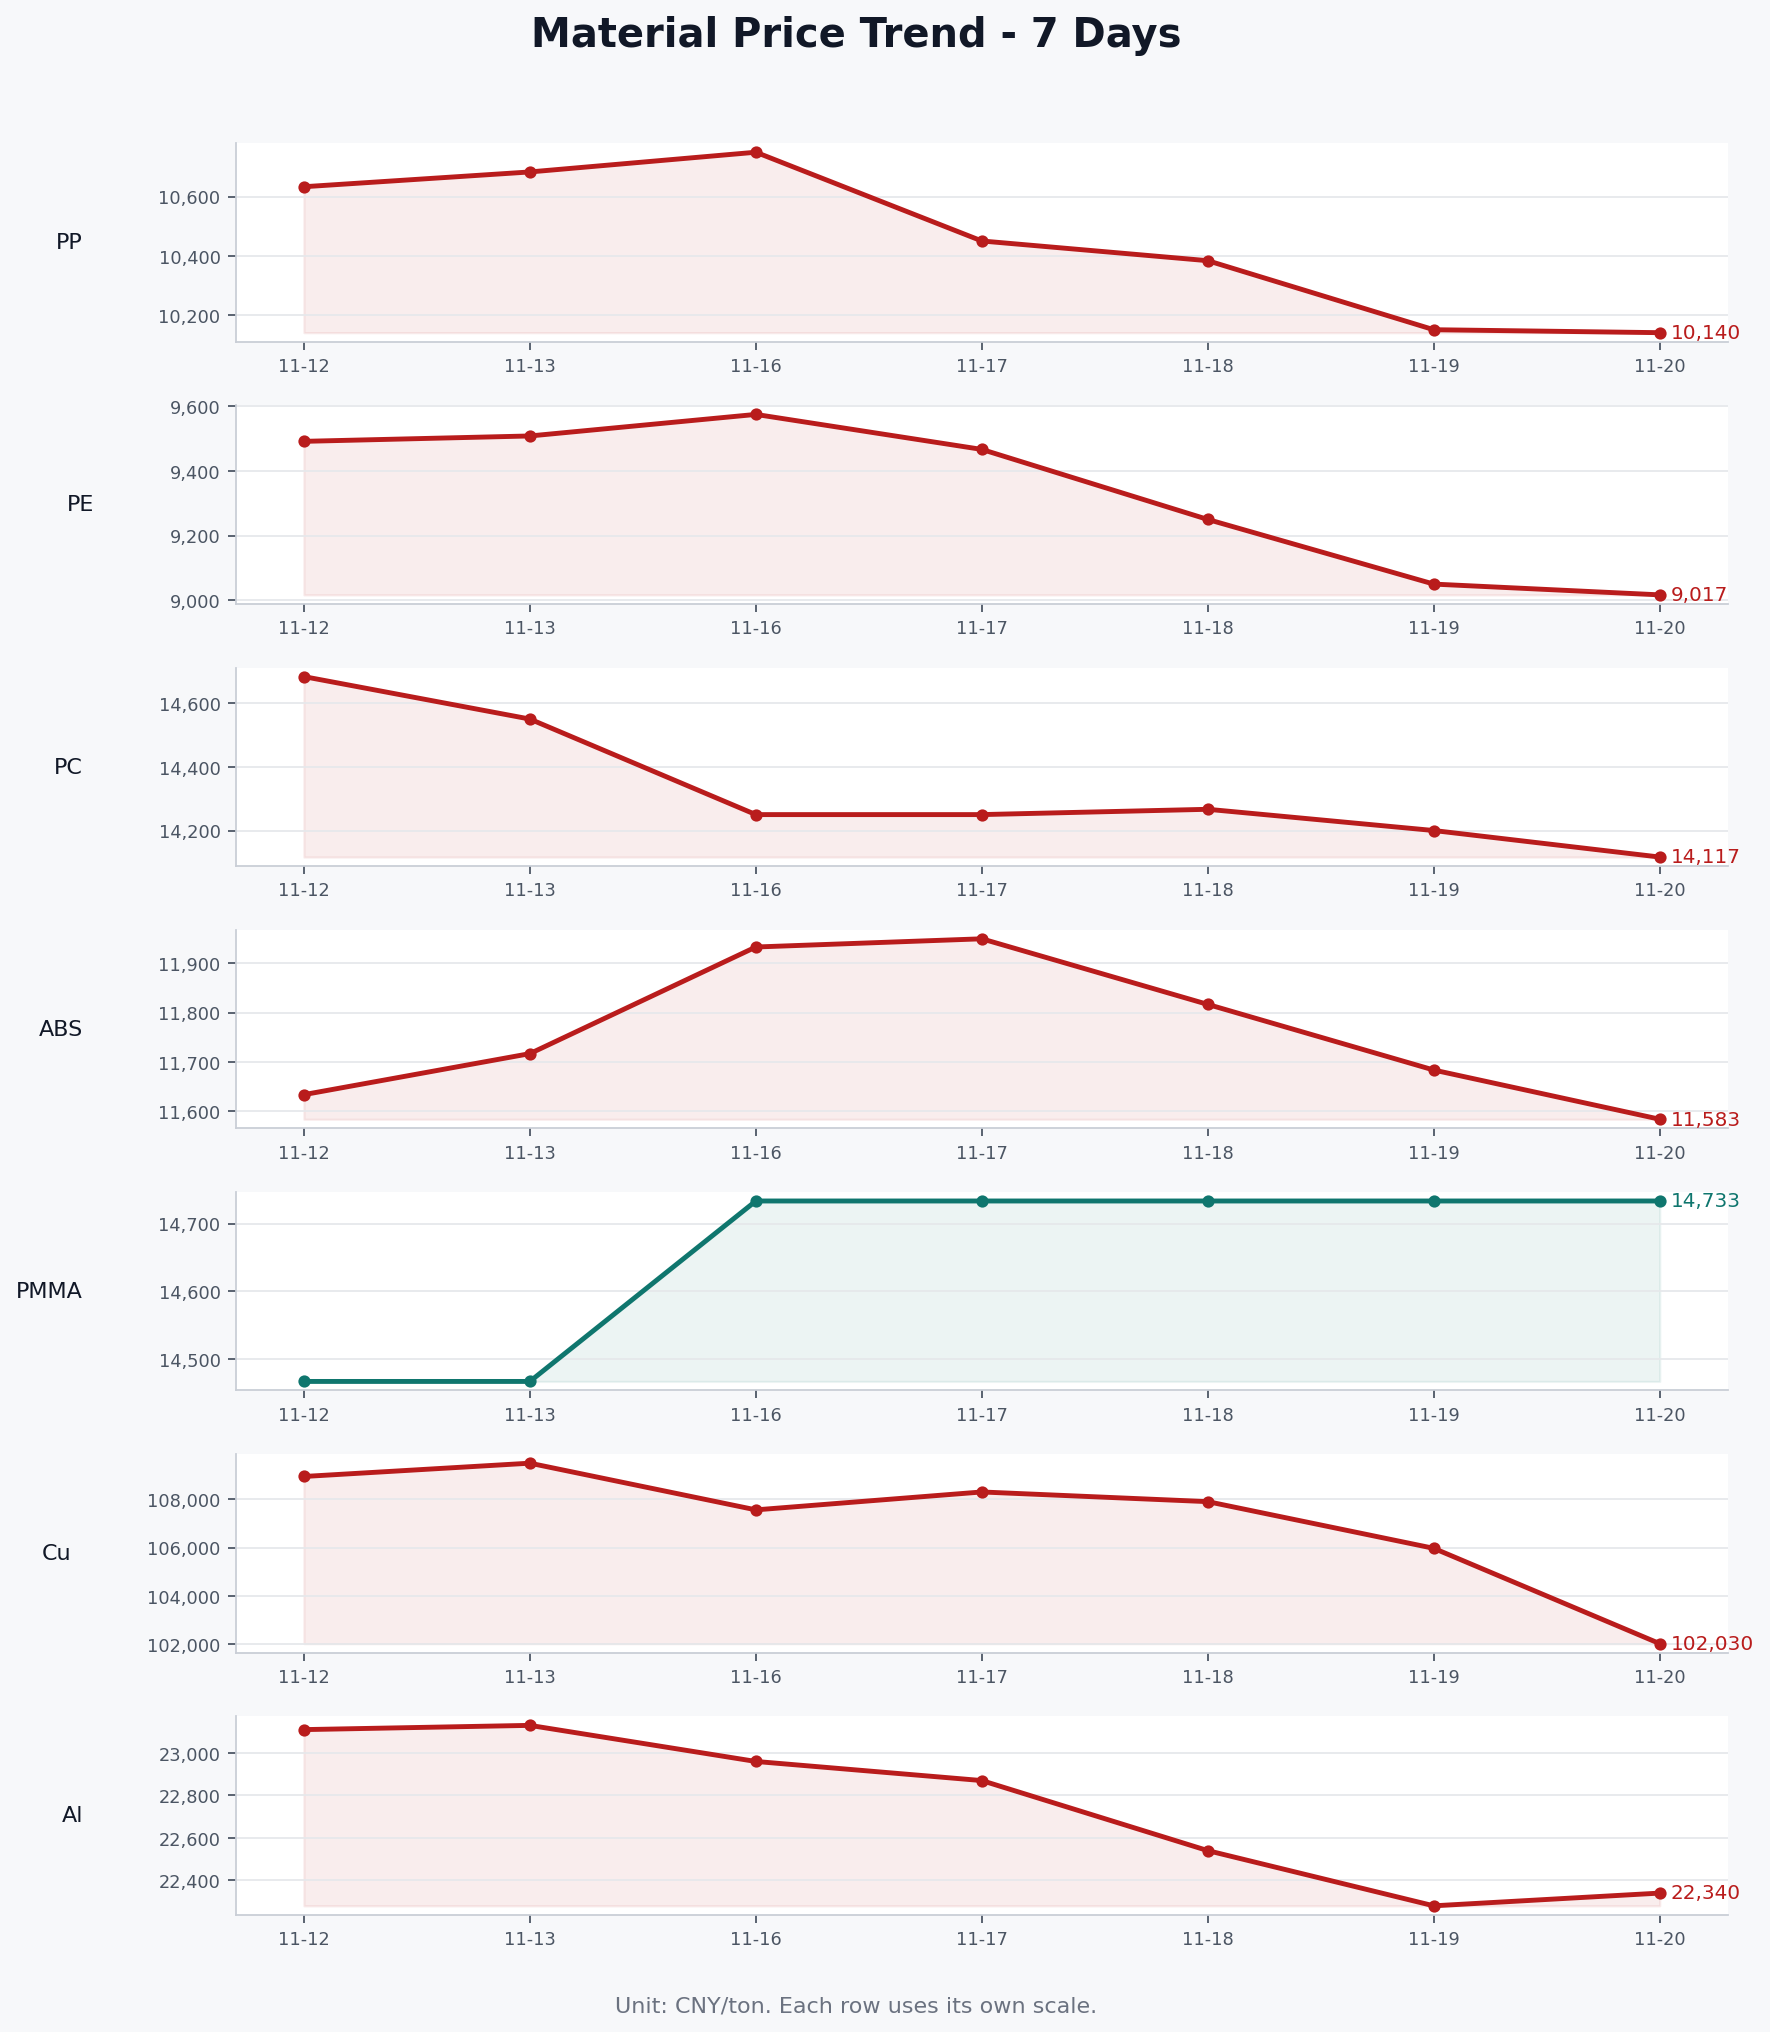 Material Price Trend - 7 Days
PP
10,600
10,400
10,200
10,140
11-12 11-13 11-16 11-17 11-18 11-19 11-20
PE
9,600
9,400
9,200
9,000
9,017
11-12 11-13 11-16 11-17 11-18 11-19 11-20
PC
14,600
14,400
14,200
14,117
11-12 11-13 11-16 11-17 11-18 11-19 11-20
ABS
11,900
11,800
11,700
11,600
11,583
11-12 11-13 11-16 11-17 11-18 11-19 11-20
PMMA
14,733
14,700
14,600
14,500
11-12 11-13 11-16 11-17 11-18 11-19 11-20
Cu
108,000
106,000
104,000
102,000
102,030
11-12 11-13 11-16 11-17 11-18 11-19 11-20
Al
23,000
22,800
22,600
22,400
22,340
11-12 11-13 11-16 11-17 11-18 11-19 11-20
Unit: CNY/ton. Each row uses its own scale.